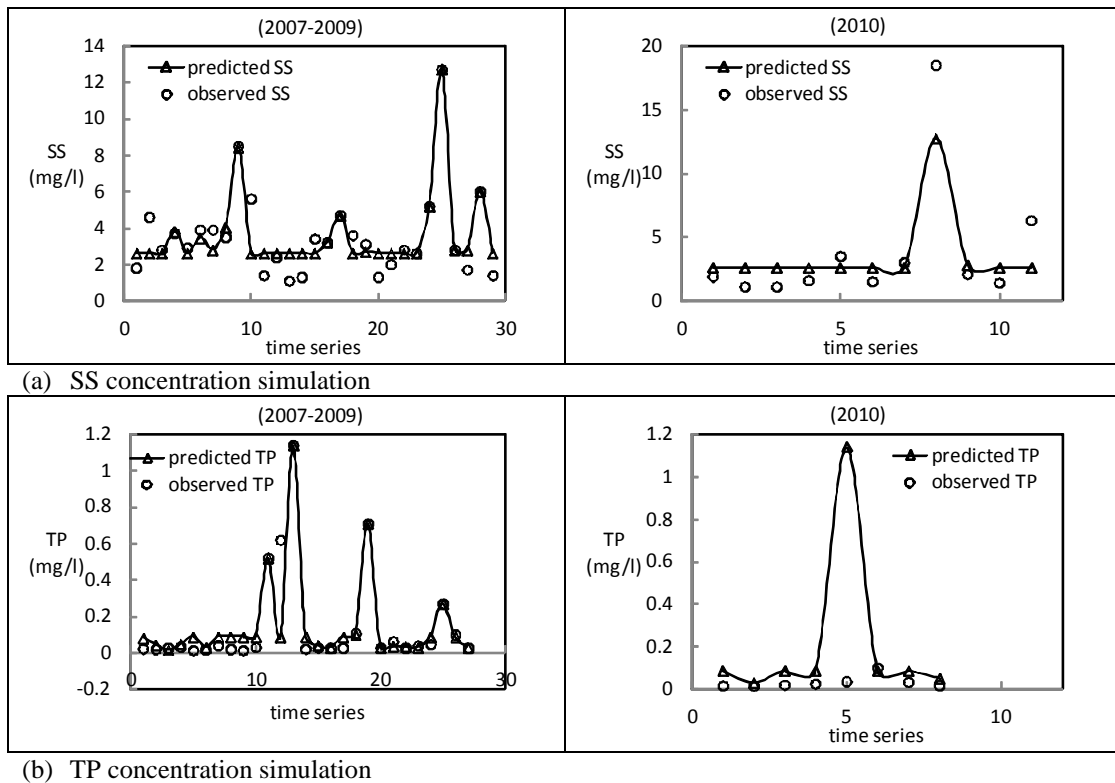 (2007-2009)
14
12
10
8
6
4
2
0
SS
(mg/l)
predicted SS
observed SS
0 10 20 30
time series
(2010)
20
15
10
5
0
SS
(mg/l)
predicted SS
observed SS
0 5 10
time series
(a) SS concentration simulation
(2007-2009)
1.2
1
0.8
0.6
0.4
0.2
0
-0.2
TP
(mg/l)
predicted TP
observed TP
0 10 20 30
time series
(2010)
1.2
1
0.8
0.6
0.4
0.2
0
TP
(mg/l)
predicted TP
observed TP
0 5 10
time series
(b) TP concentration simulation